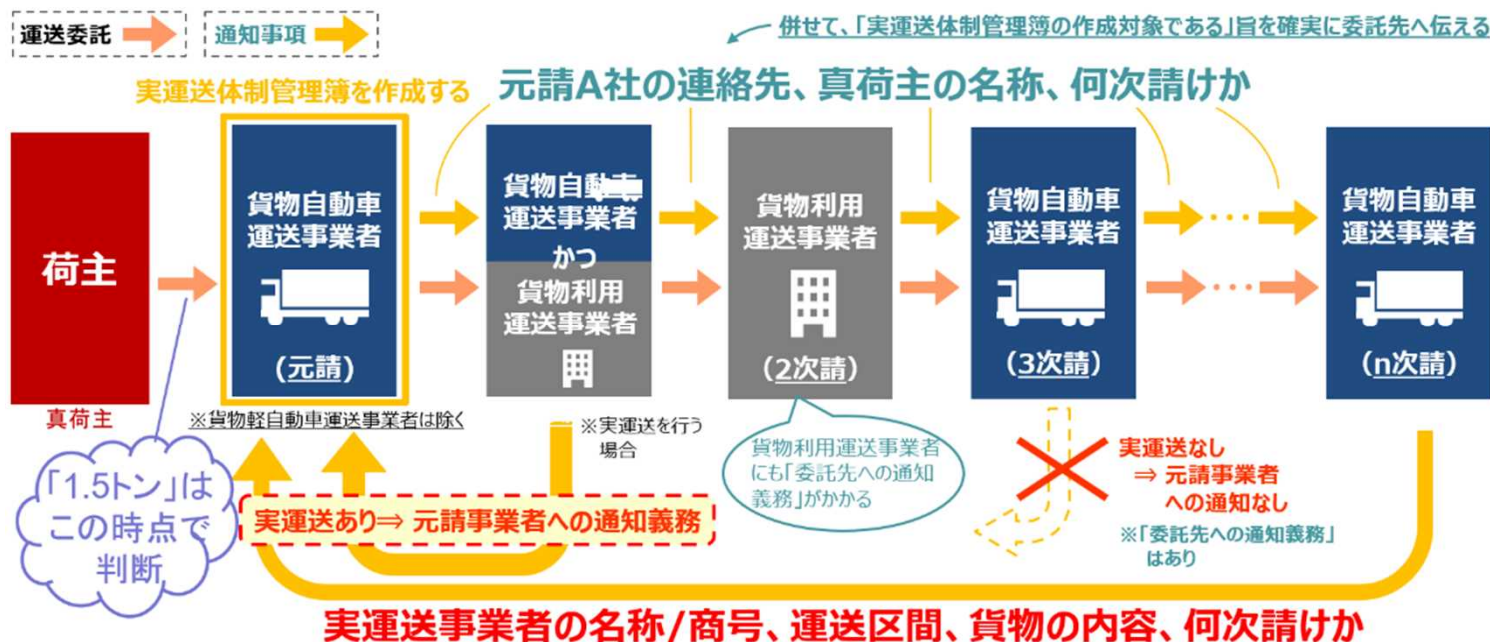 運送委託
通知事項
併せて、「実運送体制管理簿の作成対象である」旨を確実に委託先へ伝える
実運送体制管理簿を作成する
元請A社の連絡先、真荷主の名称、何次請けか
荷主
真荷主
貨物自動車
運送事業者
(元請)
※貨物軽自動車運送事業者は除く
貨物自動車
運送事業者
かつ
貨物利用
運送事業者
※実運送を行う
場合
貨物利用
運送事業者
(2次請)
貨物自動車
運送事業者
(3次請)
・・・
・・・
貨物自動車
運送事業者
(n次請)
「1.5トン」は
この時点で
判断
実運送あり⇒ 元請事業者への通知義務
貨物利用運送事業者
にも「委託先への通知
義務」がかかる
実運送なし
⇒ 元請事業者
への通知なし
※「委託先への通知義務」
はあり
実運送事業者の名称/商号、運送区間、貨物の内容、何次請けか